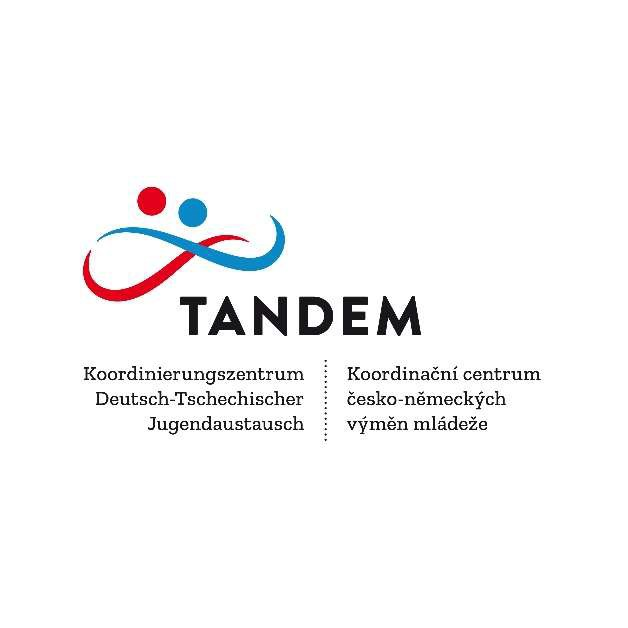 TANDEM
Koordinierungszentrum
Deutsch-Tschechischer
Jugendaustausch
Koordinační centrum
česko-německých
výměn mládeže